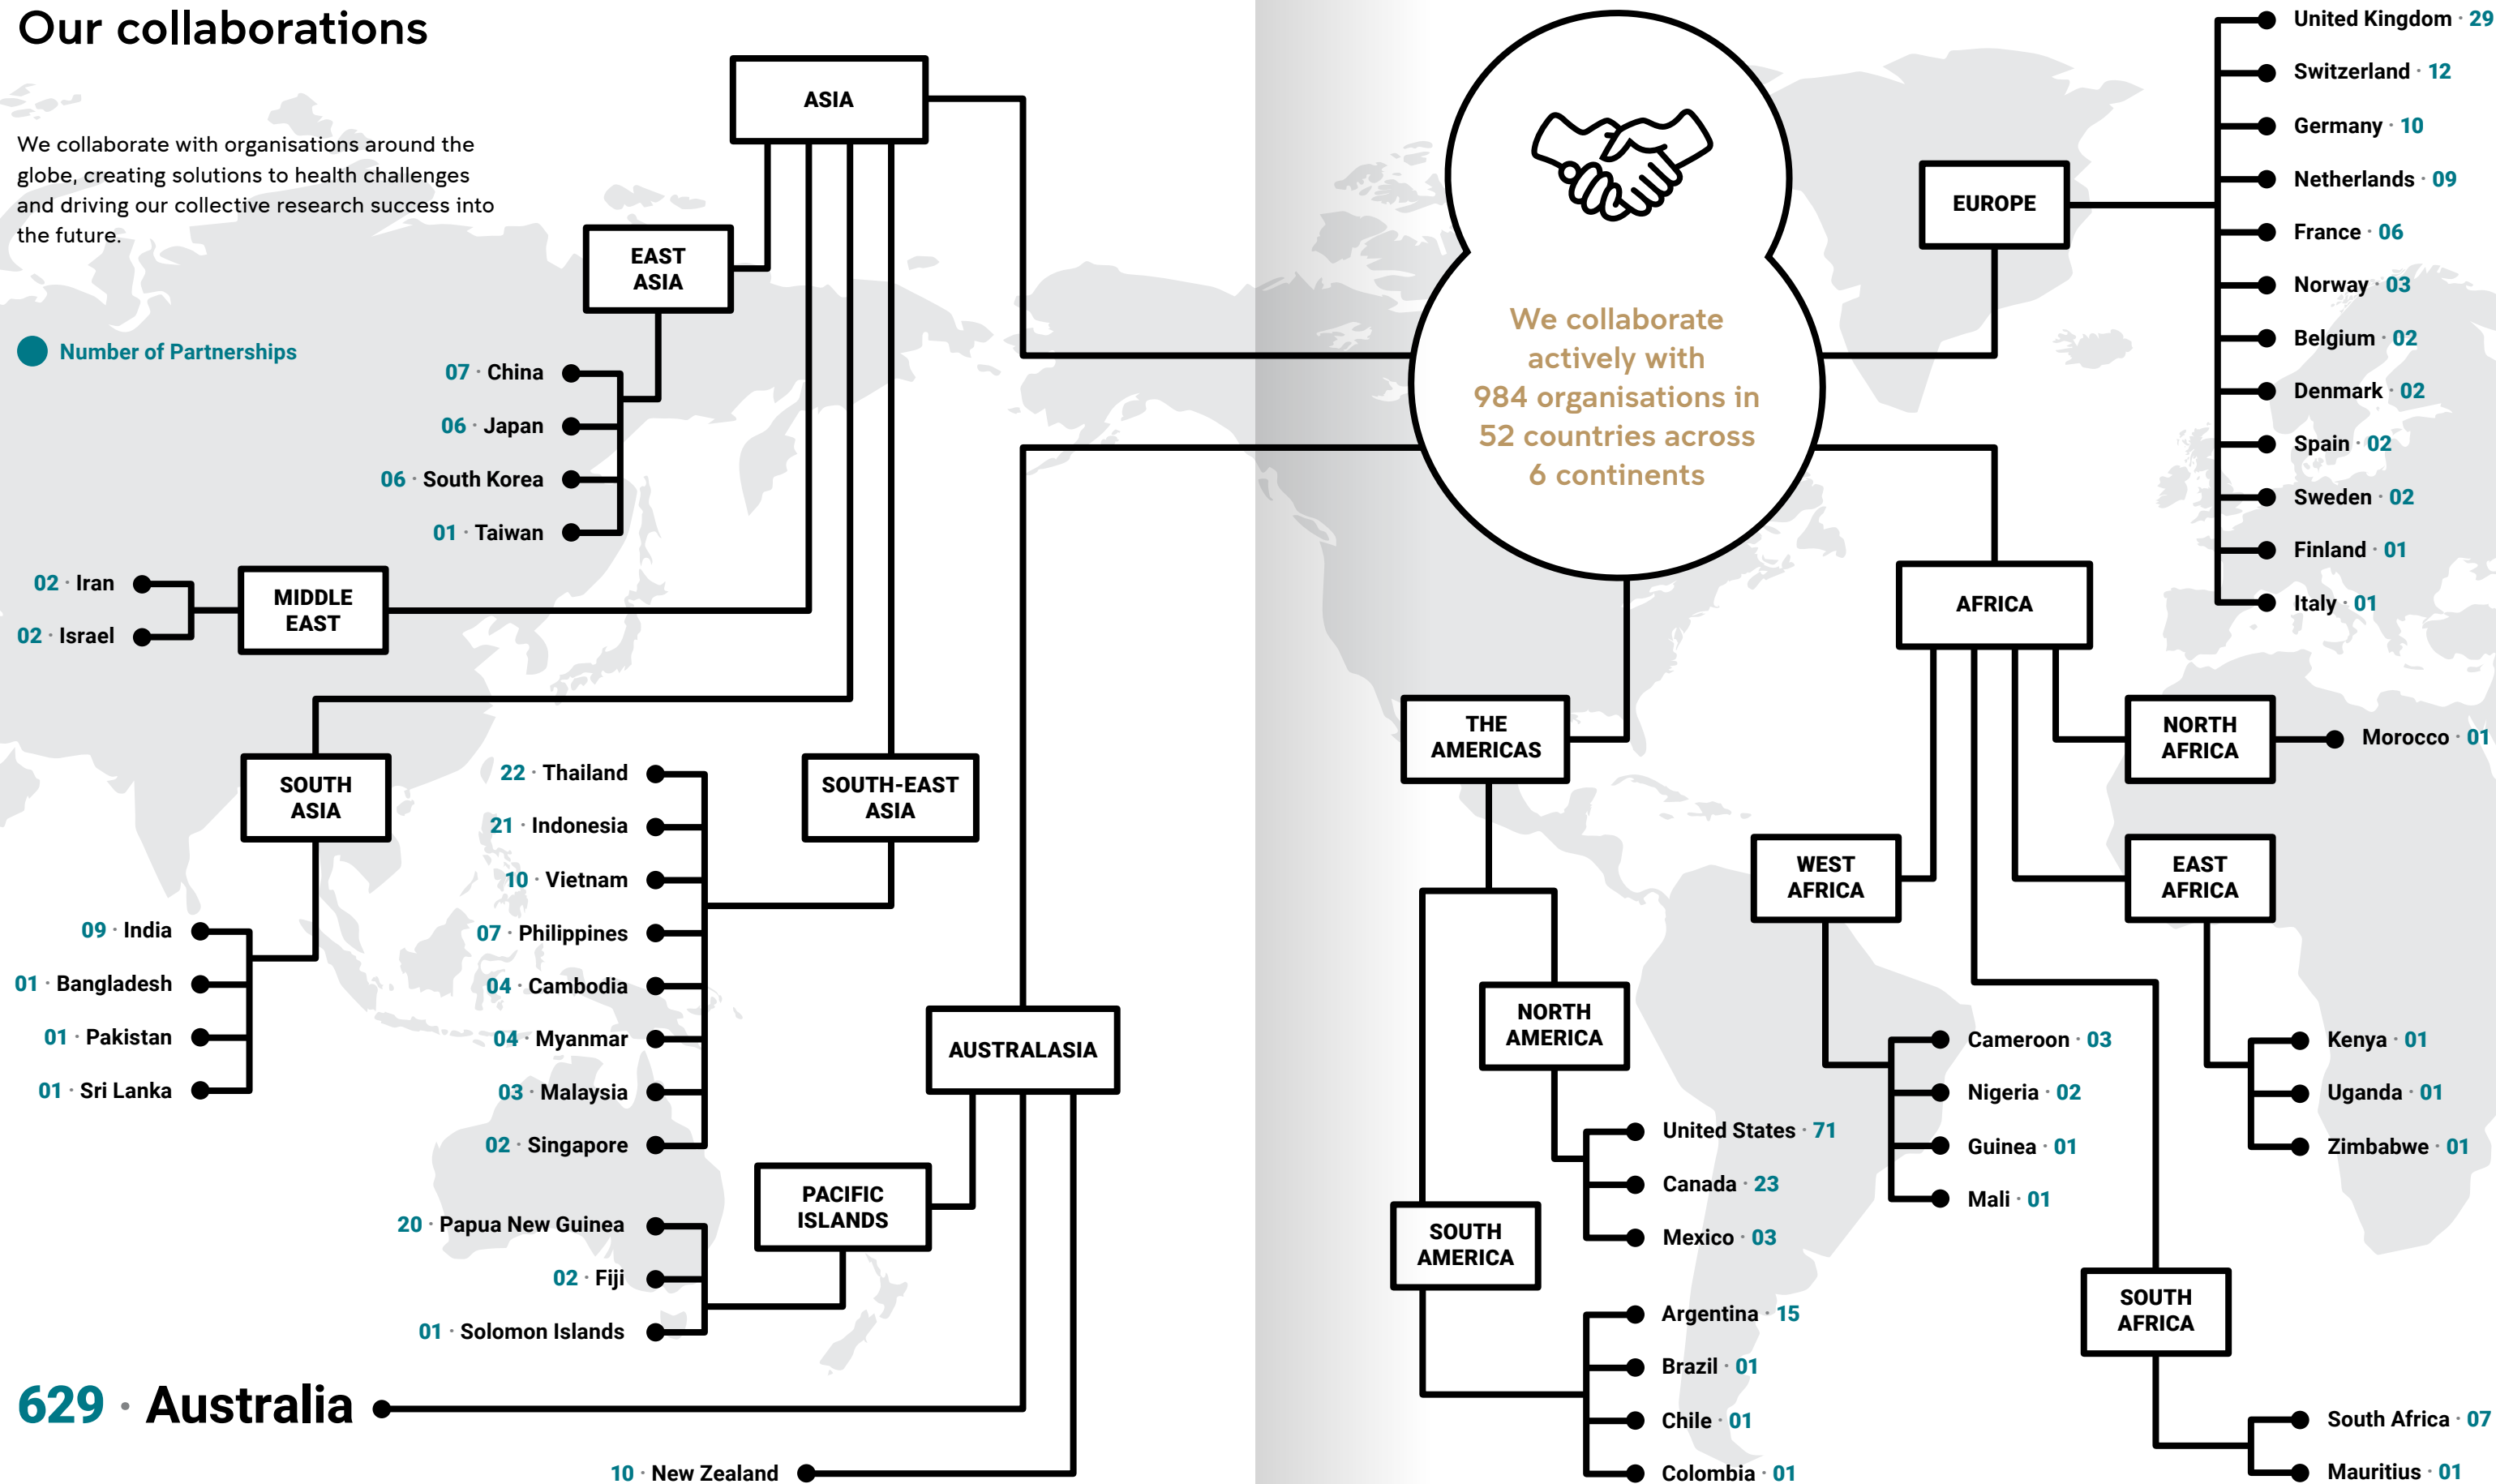 Our collaborations
We collaborate with organisations around the
globe, creating solutions to health challenges
and driving our collective research success into
the future.
Number of Partnerships
ASIA
EAST
ASIA
07 · China
06 · Japan
06 · South Korea
01 · Taiwan
MIDDLE
EAST
02 · Iran
02 · Israel
SOUTH
ASIA
09 · India
01 · Bangladesh
01 · Pakistan
01 · Sri Lanka
SOUTH-EAST
ASIA
22 · Thailand
21 · Indonesia
10 · Vietnam
07 · Philippines
04 · Cambodia
04 · Myanmar
03 · Malaysia
02 · Singapore
AUSTRALASIA
PACIFIC
ISLANDS
20 · Papua New Guinea
02 · Fiji
01 · Solomon Islands
629 · Australia
10 · New Zealand
We collaborate
actively with
984 organisations in
52 countries across
6 continents
EUROPE
United Kingdom · 29
Switzerland · 12
Germany · 10
Netherlands · 09
France · 06
Norway · 03
Belgium · 02
Denmark · 02
Spain · 02
Sweden · 02
Finland · 01
Italy · 01
AFRICA
NORTH
AFRICA
Morocco · 01
WEST
AFRICA
Cameroon · 03
Nigeria · 02
Guinea · 01
Mali · 01
EAST
AFRICA
Kenya · 01
Uganda · 01
Zimbabwe · 01
SOUTH
AFRICA
South Africa · 07
Mauritius · 01
THE
AMERICAS
NORTH
AMERICA
United States · 71
Canada · 23
Mexico · 03
SOUTH
AMERICA
Argentina · 15
Brazil · 01
Chile · 01
Colombia · 01